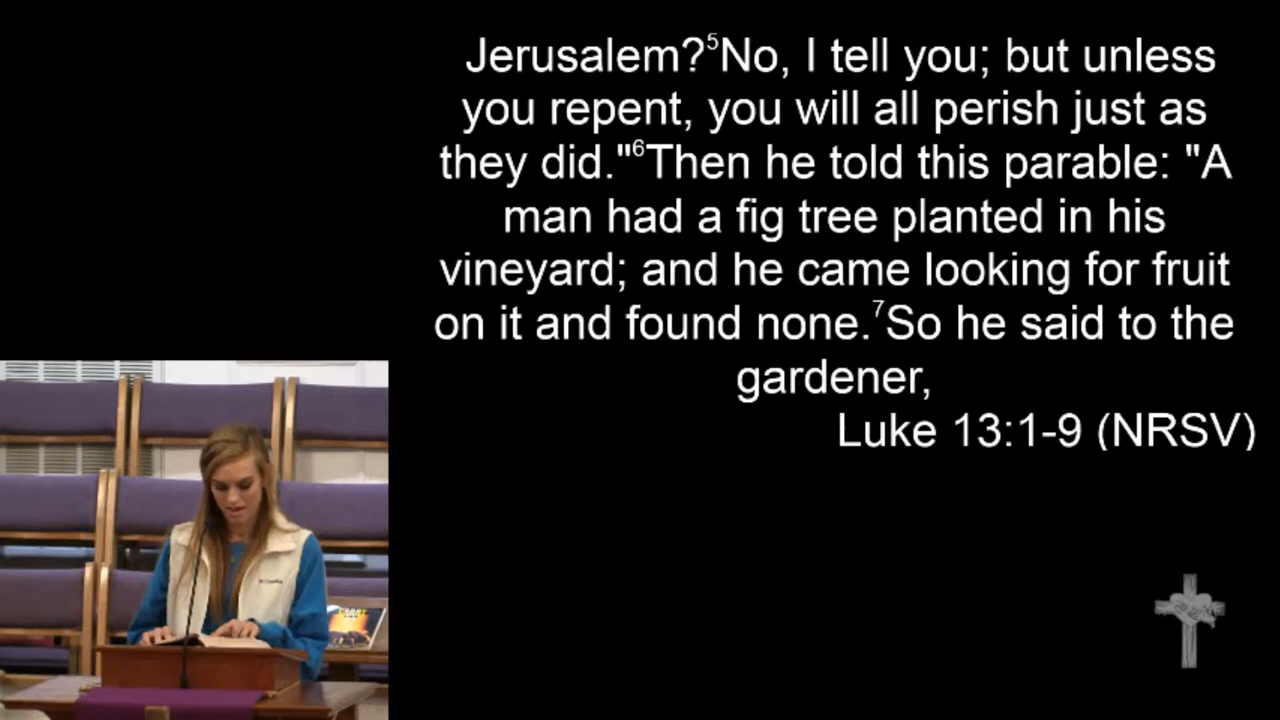 Jerusalem?⁵No, I tell you; but unless
you repent, you will all perish just as
they did."⁶Then he told this parable: "A
man had a fig tree planted in his
vineyard; and he came looking for fruit
on it and found none.⁷So he said to the
gardener,
Luke 13:1-9 (NRSV)